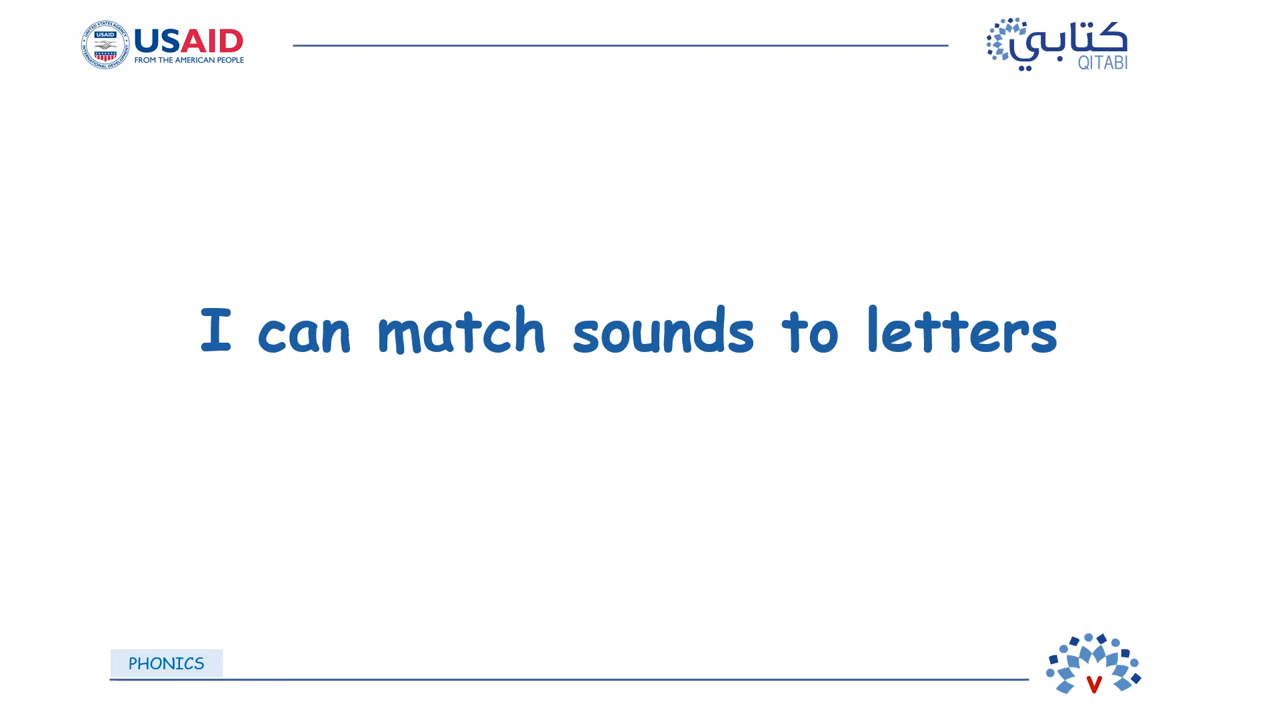 USAID
FROM THE AMERICAN PEOPLE
كتابي
QITABI
I can match sounds to letters
PHONICS
v